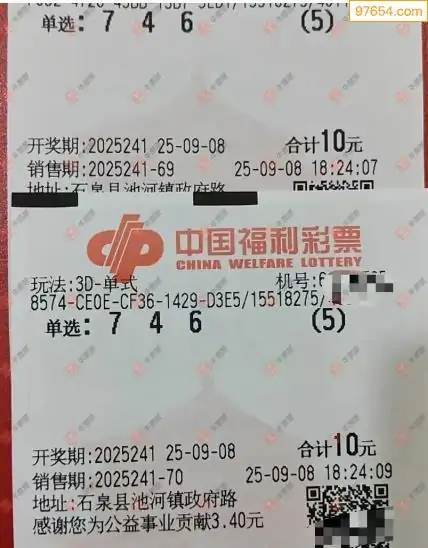 97654.com
单选: 7 4 6 (5)
开奖期:2025241 25-09-08 合计10元
销售期:2025241-69 25-09-08 18:24:07
地址:石泉县池河镇政府路
中国福利彩票
CHINA WELFARE LOTTERY
玩法:3D-单式 机号:6
8574-CE0E-CF36-1429-D3E5/15518275/
单选: 7 4 6 (5)
开奖期:2025241 25-09-08 合计10元
销售期:2025241-70 25-09-08 18:24:09
地址:石泉县池河镇政府路
感谢您为公益事业贡献3.40元